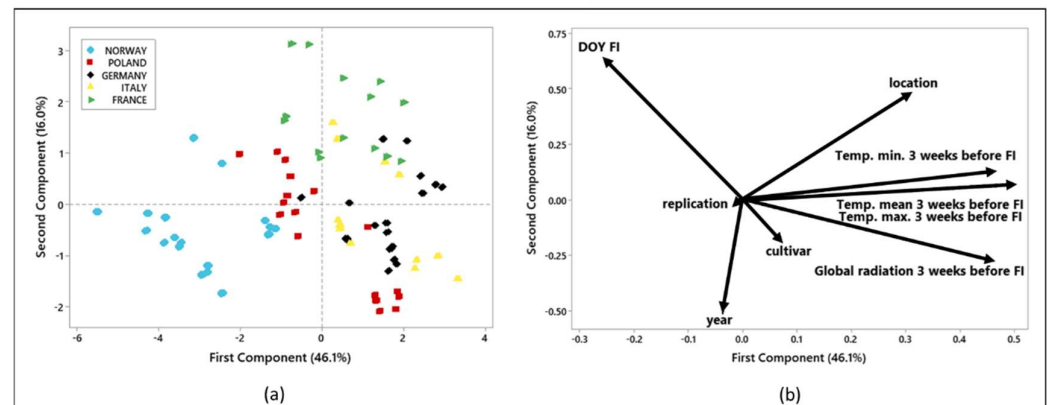 NORWAY
POLAND
GERMANY
ITALY
FRANCE
3
2
1
0
-1
-2
-6
-4
-2
0
2
4
Second Component (16.0%)
First Component (46.1%)
(a)
0.75
0.50
0.25
0.00
-0.25
-0.50
-0.3
-0.2
-0.1
0.0
0.1
0.2
0.3
0.4
0.5
Second Component (16.0%)
First Component (46.1%)
DOY FI
location
Temp. min. 3 weeks before FI
replication
Temp. mean 3 weeks before FI
Temp. max. 3 weeks before FI
cultivar
Global radiation 3 weeks before FI
year
(b)